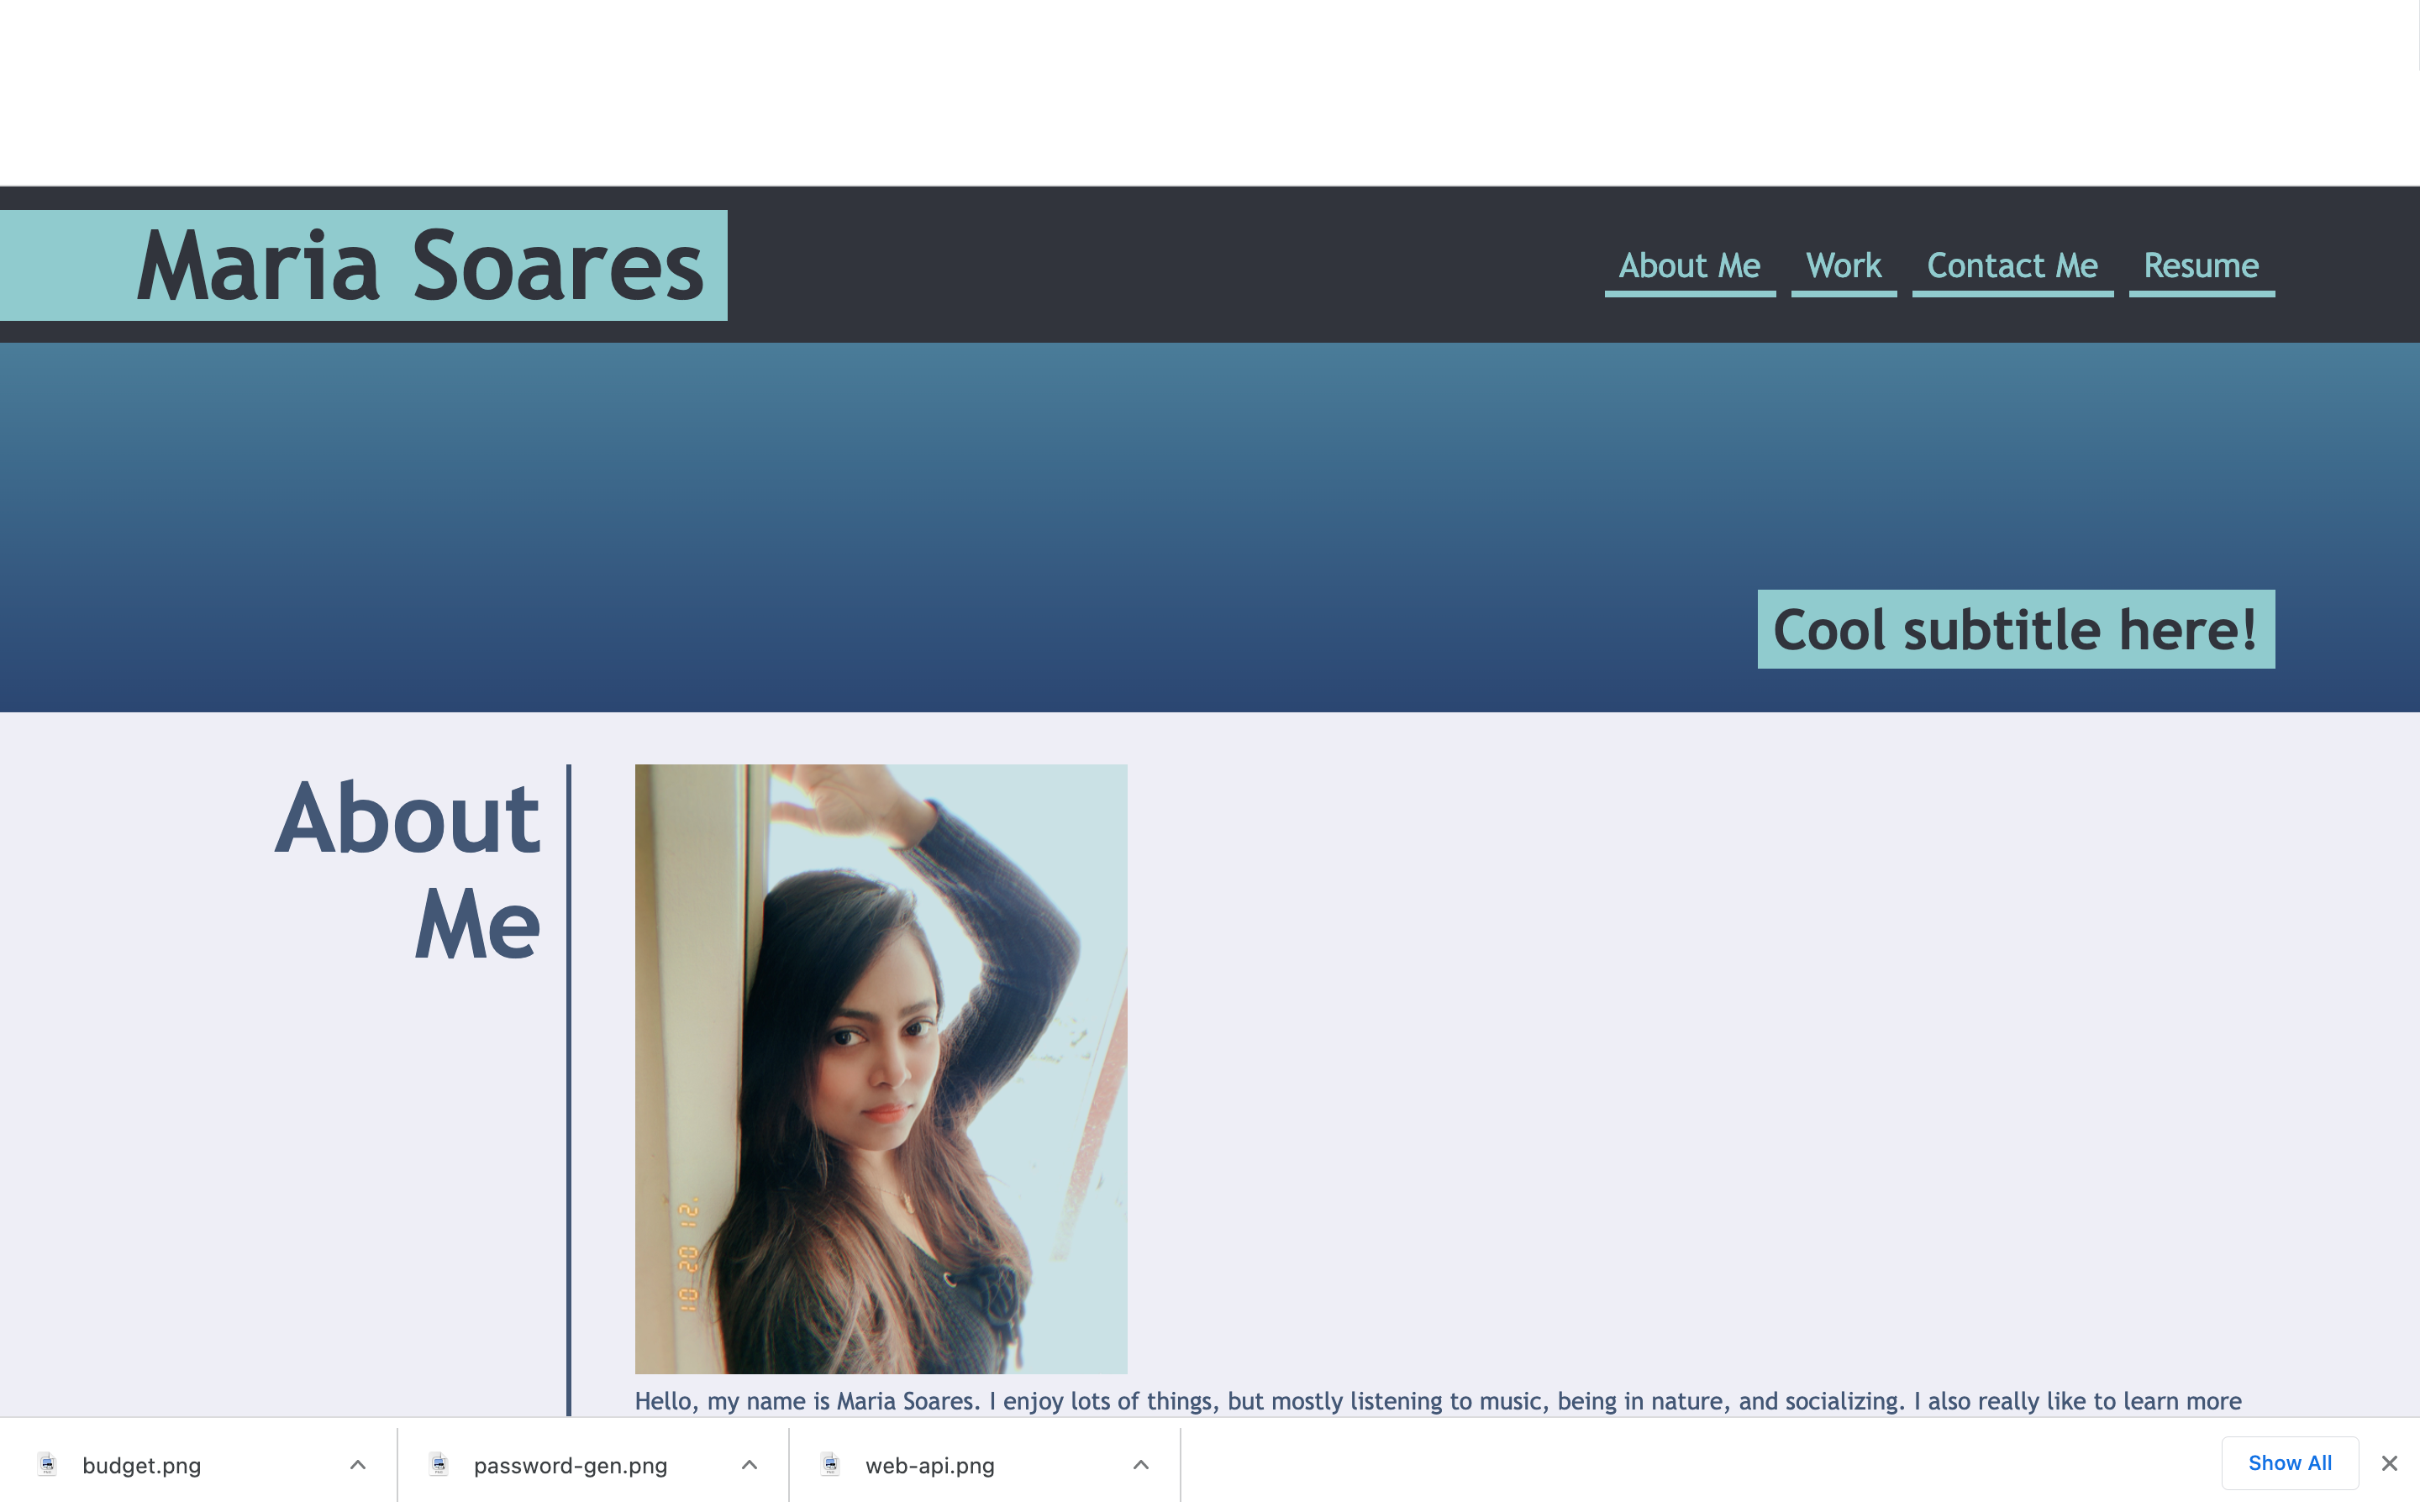 Maria Soares
About Me Work Contact Me Resume
Cool subtitle here!
About
Me
10 20 12.
Hello, my name is Maria Soares. I enjoy lots of things, but mostly listening to music, being in nature, and socializing. I also really like to learn more
budget.png password-gen.png web-api.png Show All